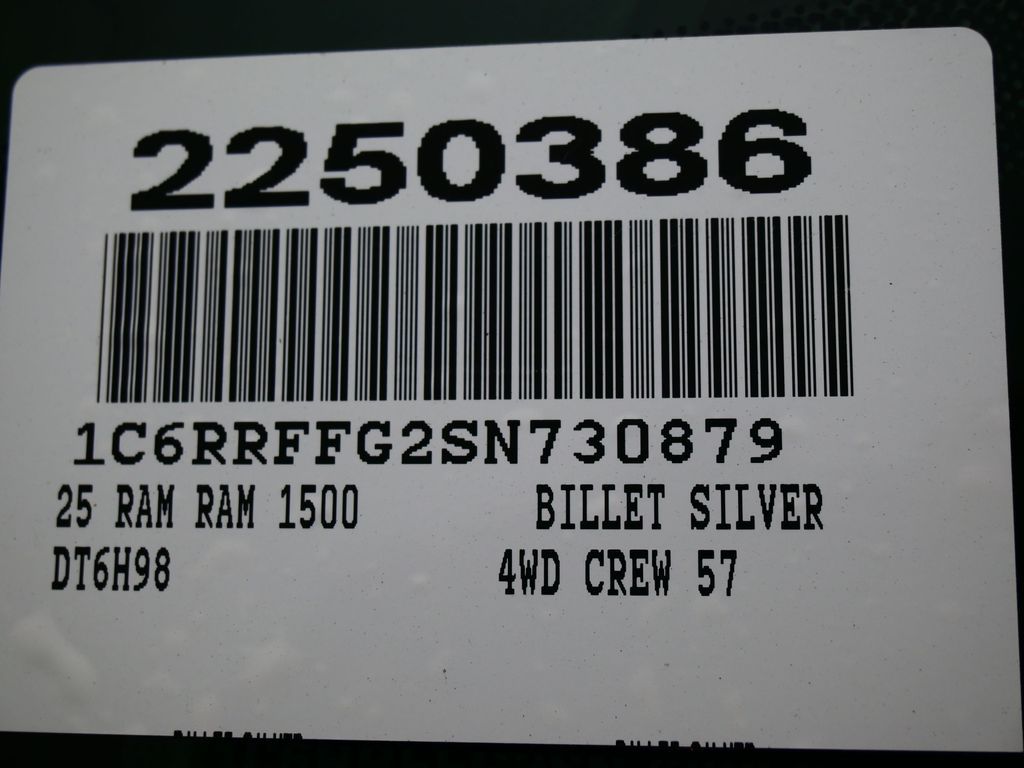 2250386
1C6RRFFG2SN730879
25 RAM RAM 1500 BILLET SILVER
DT6H98 4WD CREW 57